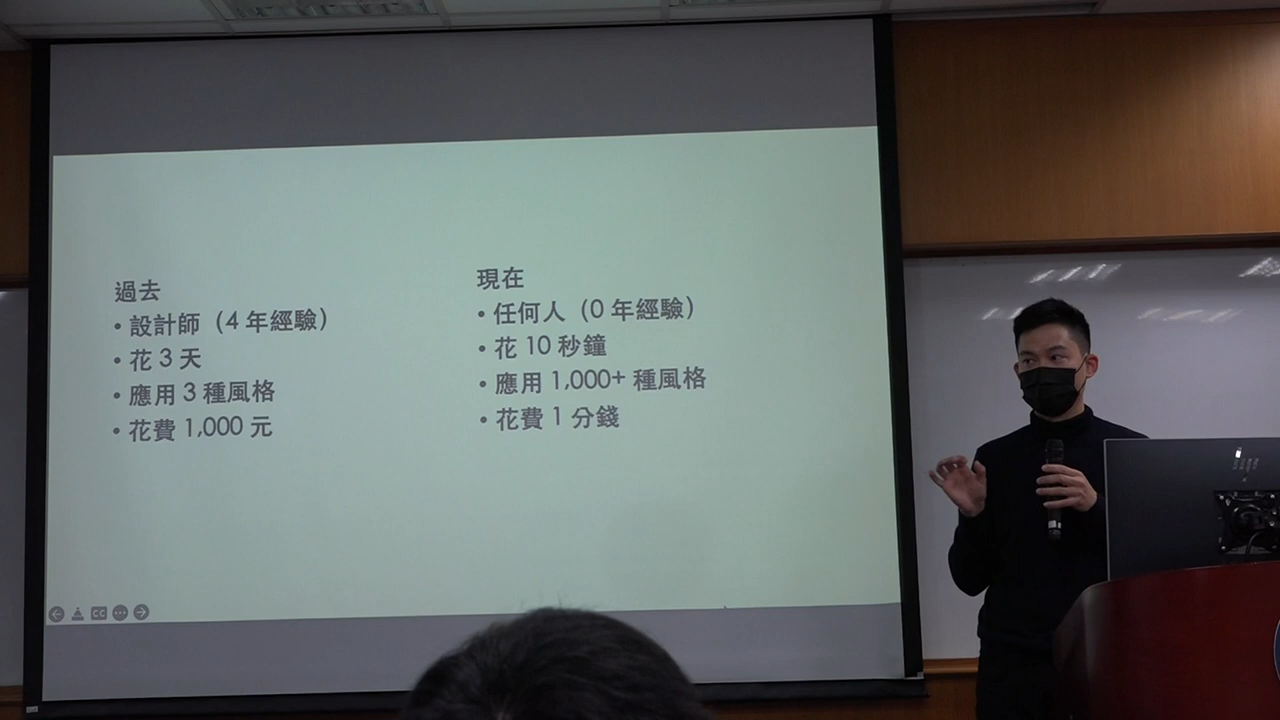 過去
• 設計師（4 年經驗）
• 花 3 天
• 應用 3 種風格
• 花費 1,000 元
現在
• 任何人（0 年經驗）
• 花 10 秒鐘
• 應用 1,000+ 種風格
• 花費 1 分錢
CC